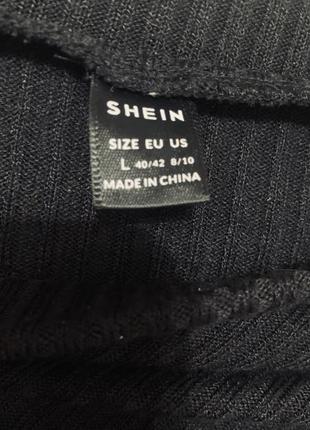 SHEIN
SIZE EU US
L 40/42 8/10
MADE IN CHINA